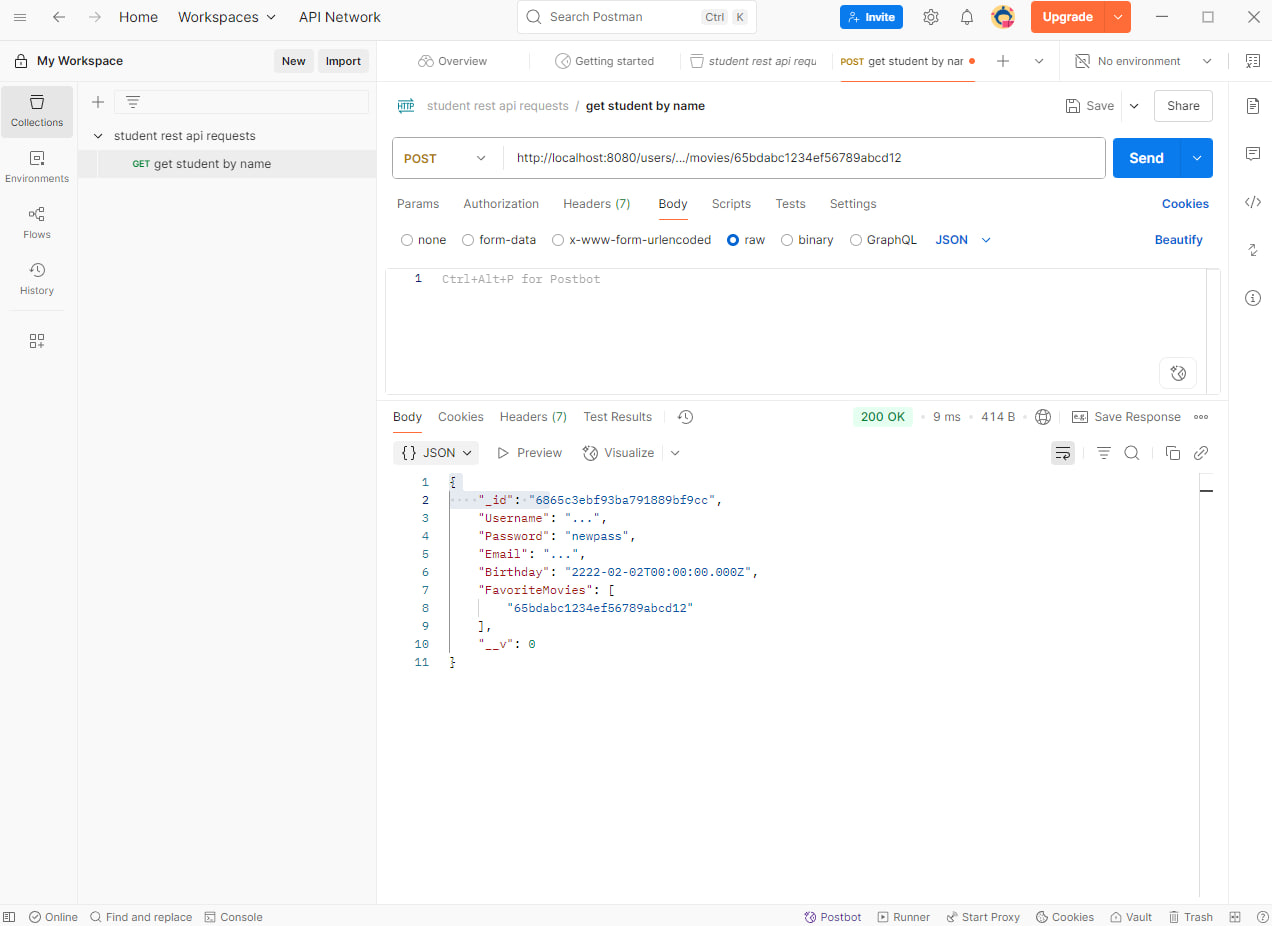 Home Workspaces API Network Search Postman Ctrl K Invite Upgrade
My Workspace New Import Overview Getting started student rest api requ POST get student by nar No environment
Collections
Environments
Flows
History
student rest api requests
GET get student by name
HTTP student rest api requests / get student by name Save Share
POST http://localhost:8080/users/.../movies/65bdabc1234ef56789abcd12 Send
Params Authorization Headers (7) Body Scripts Tests Settings Cookies
none form-data x-www-form-urlencoded raw binary GraphQL JSON Beautify
1 Ctrl+Alt+P for Postbot
Body Cookies Headers (7) Test Results 200 OK • 9 ms • 414 B • e.g. Save Response
{} JSON Preview Visualize
1 {
2 "_id": "6865c3ebf93ba791889bf9cc",
3 "Username": "...",
4 "Password": "newpass",
5 "Email": "...",
6 "Birthday": "2222-02-02T00:00:00.000Z",
7 "FavoriteMovies": [
8 "65bdabc1234ef56789abcd12"
9 ],
10 "__v": 0
11 }
Online Find and replace Console Postbot Runner Start Proxy Cookies Vault Trash